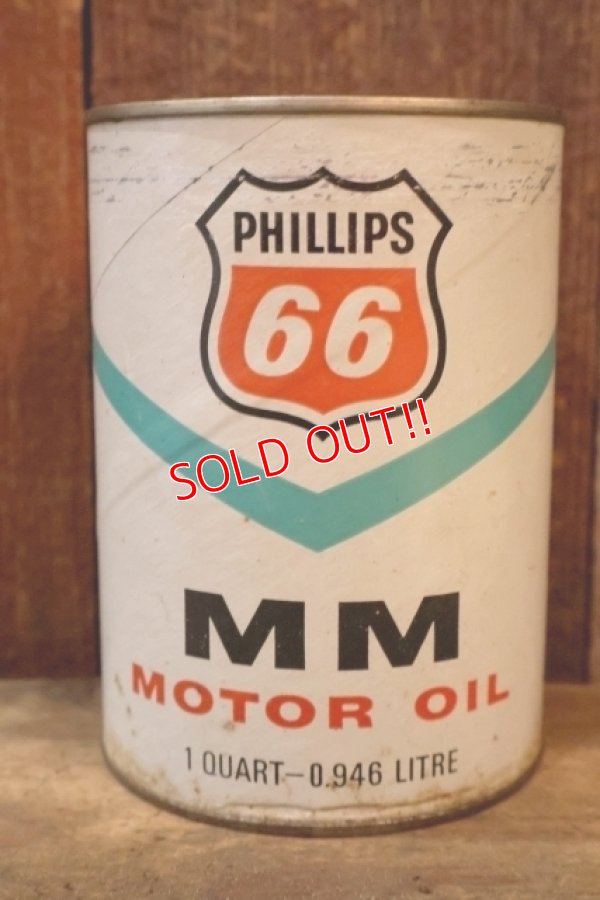 PHILLIPS
66
SOLD OUT!!
MM
MOTOR OIL
1 QUART–0.946 LITRE